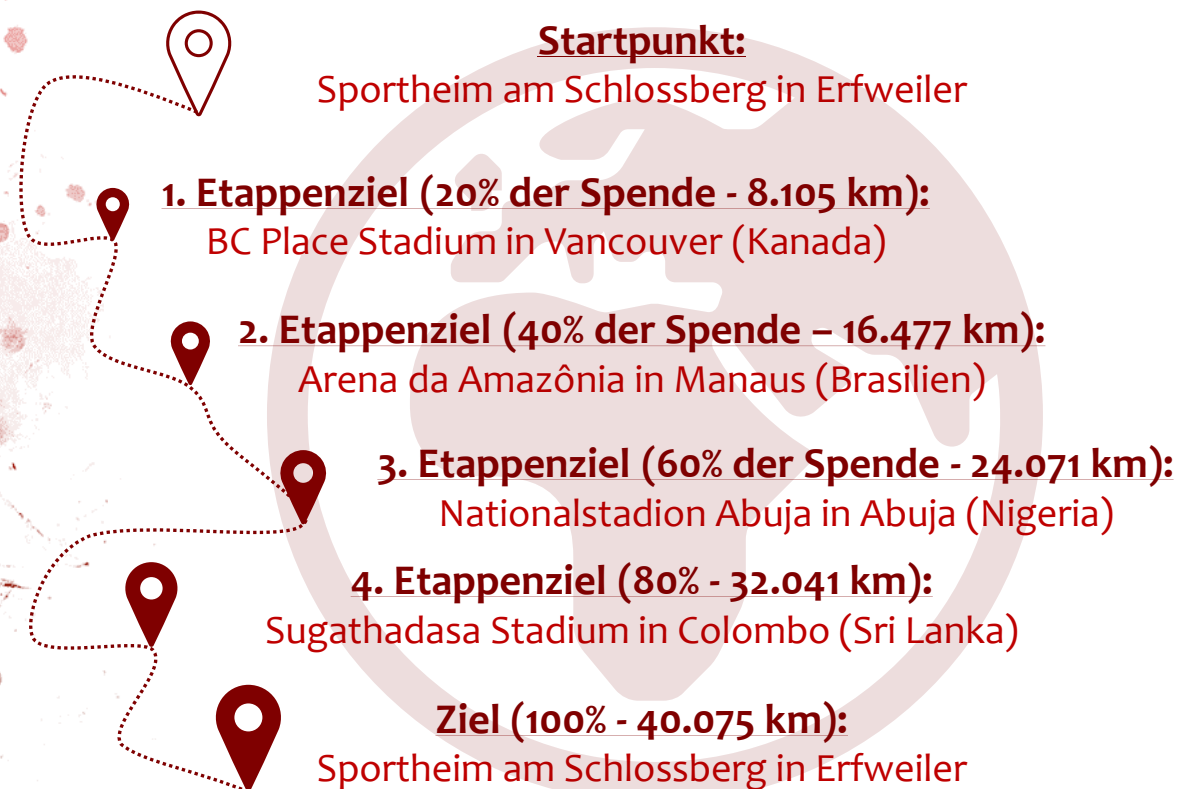 Startpunkt:
Sportheim am Schlossberg in Erfweiler
1. Etappenziel (20% der Spende - 8.105 km):
BC Place Stadium in Vancouver (Kanada)
2. Etappenziel (40% der Spende – 16.477 km):
Arena da Amazônia in Manaus (Brasilien)
3. Etappenziel (60% der Spende - 24.071 km):
Nationalstadion Abuja in Abuja (Nigeria)
4. Etappenziel (80% - 32.041 km):
Sugathadasa Stadium in Colombo (Sri Lanka)
Ziel (100% - 40.075 km):
Sportheim am Schlossberg in Erfweiler